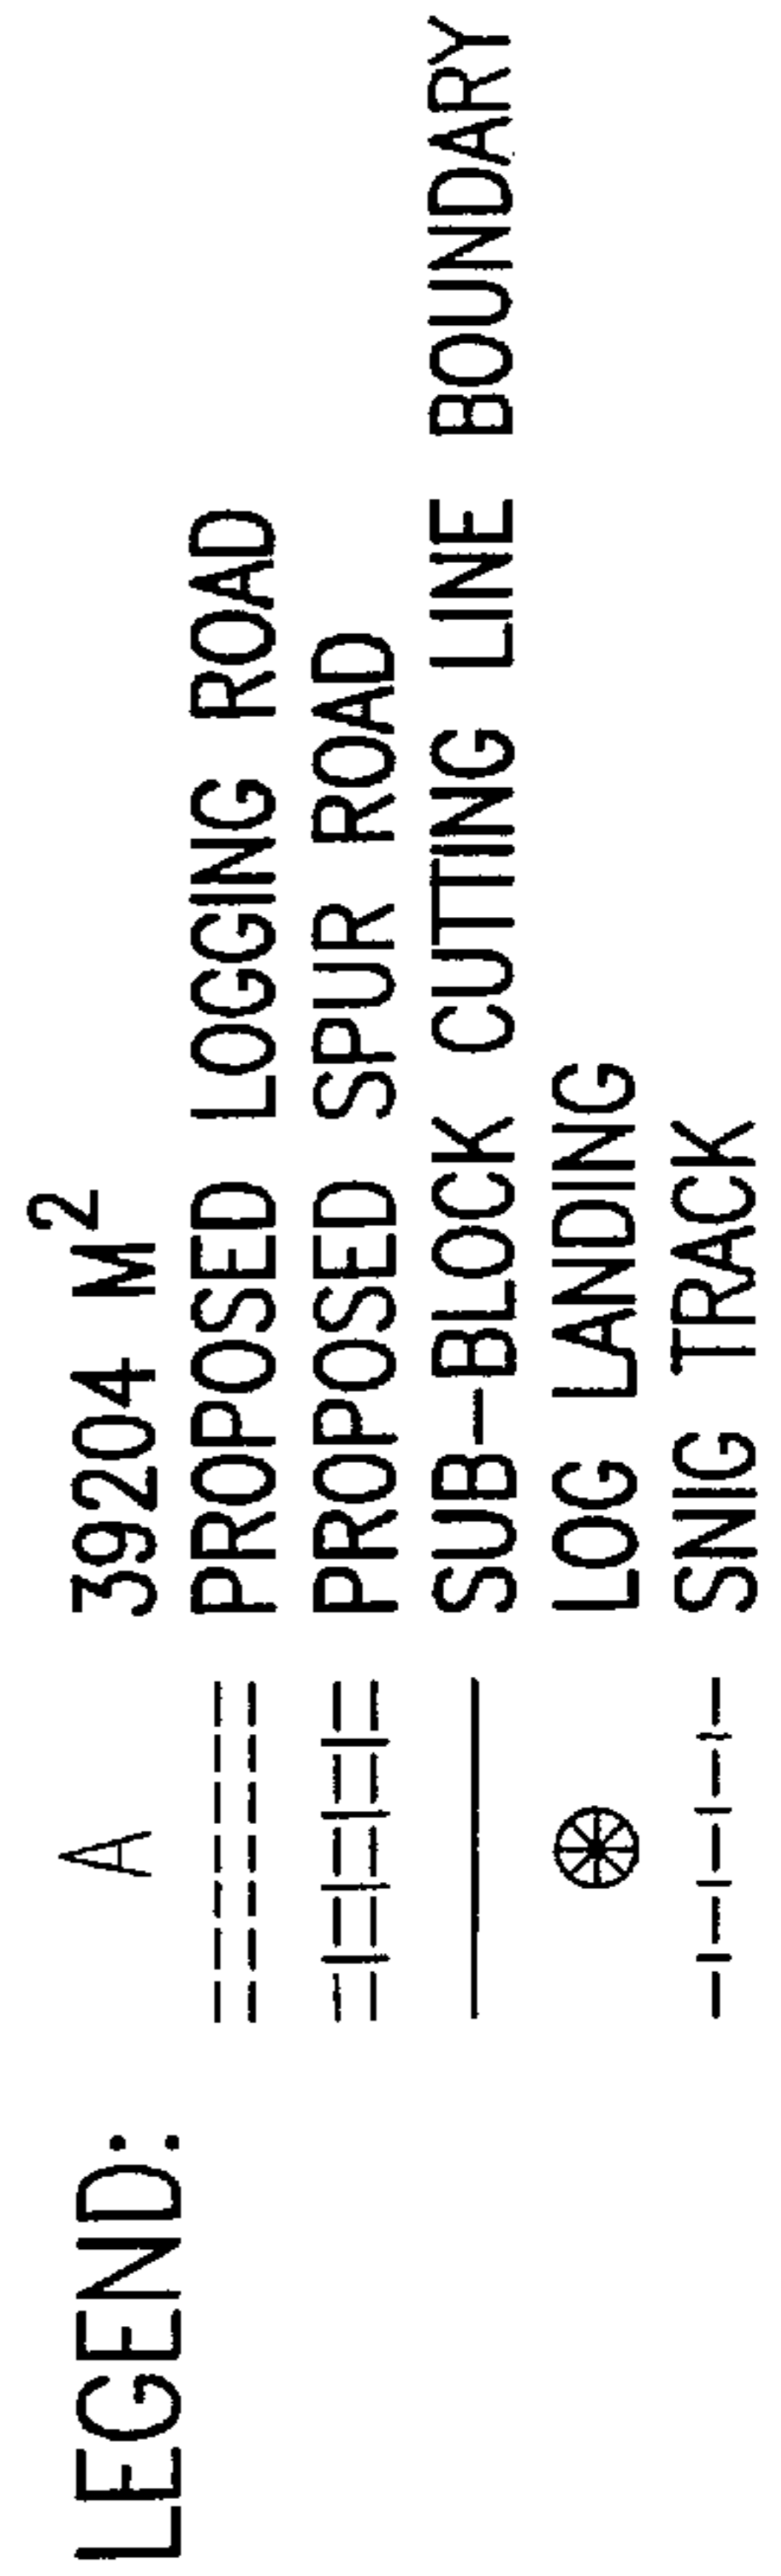 LEGEND: A 39204 M²
PROPOSED LOGGING ROAD
PROPOSED SPUR ROAD
SUB-BLOCK CUTTING LINE BOUNDARY
LOG LANDING
SNIG TRACK